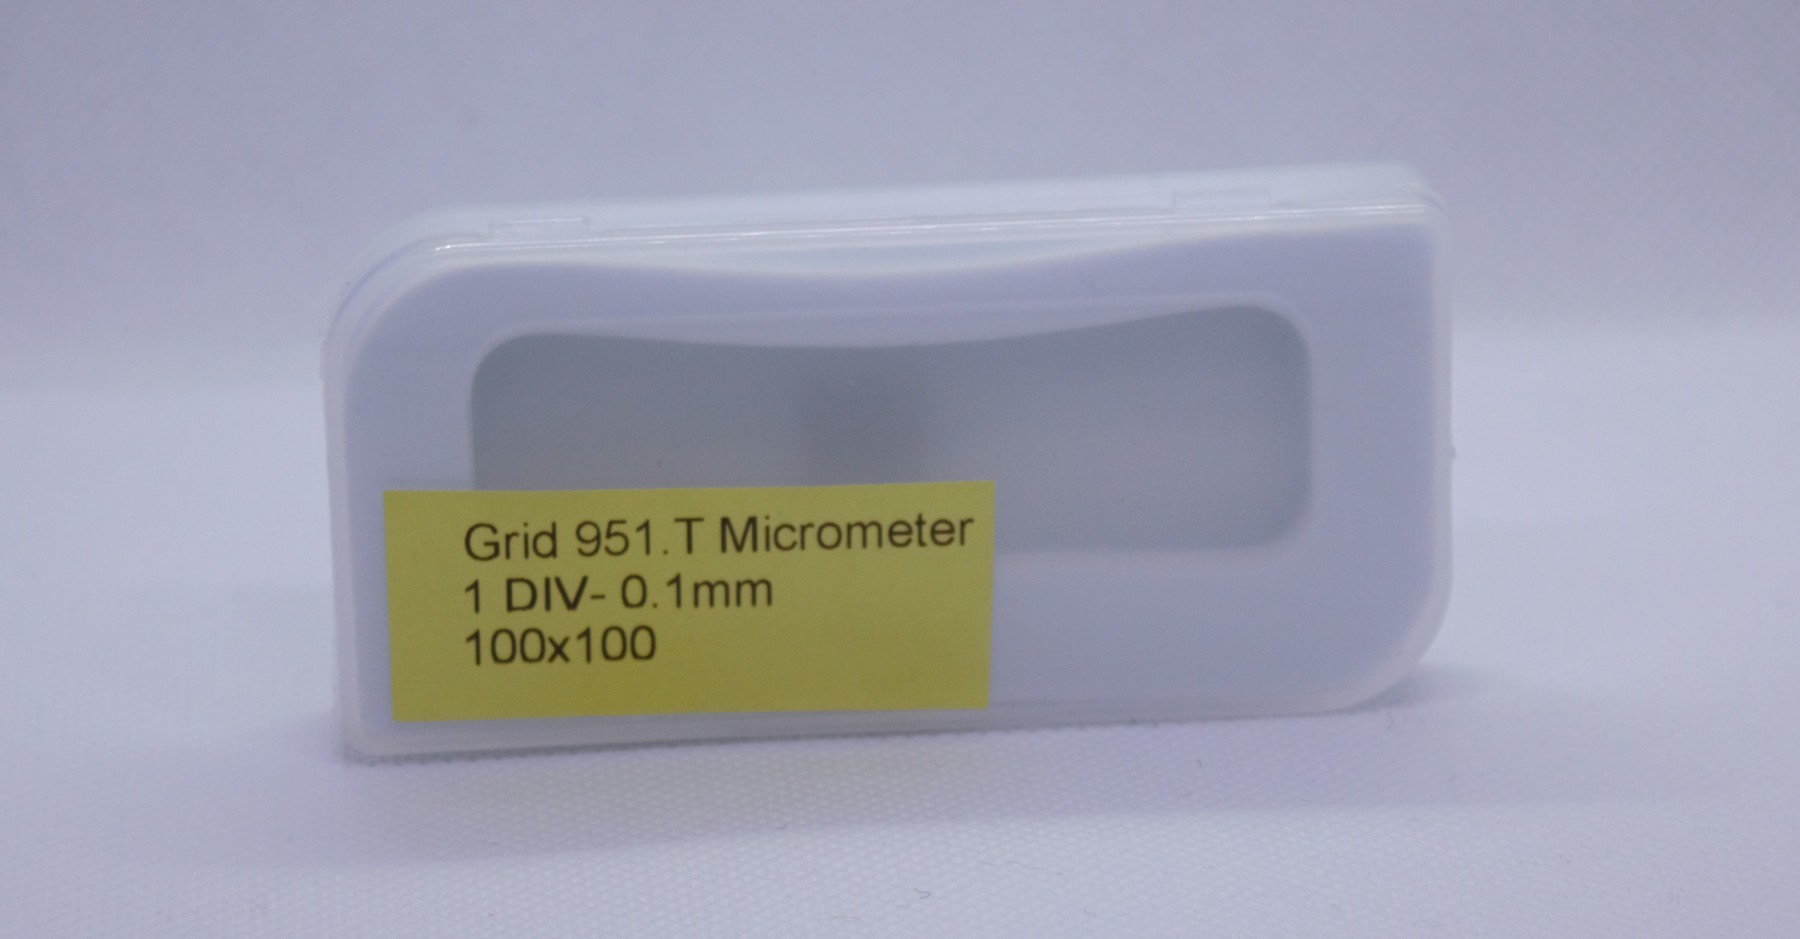 Grid 951.T Micrometer
1 DIV- 0.1mm
100x100